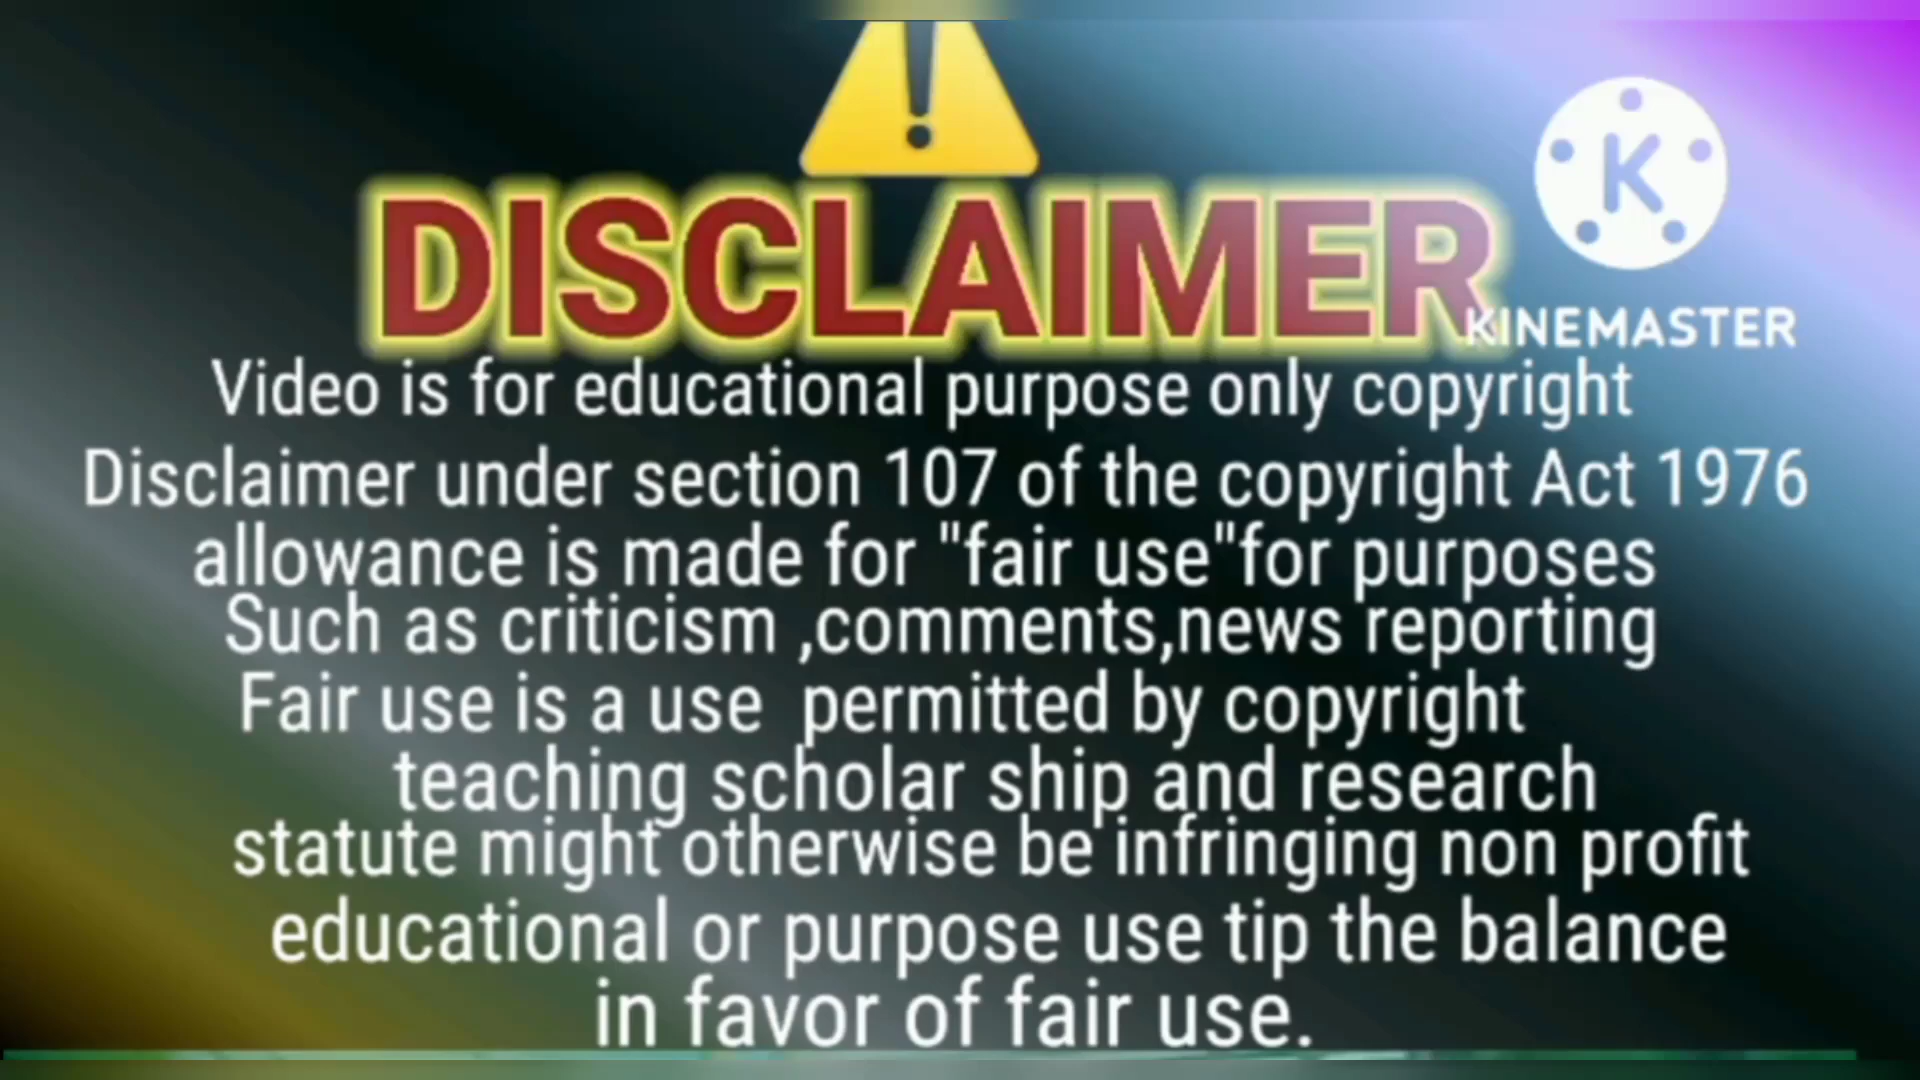 DISCLAIMER
K
KINEMASTER
Video is for educational purpose only copyright
Disclaimer under section 107 of the copyright Act 1976
allowance is made for "fair use"for purposes
Such as criticism ,comments,news reporting
Fair use is a use permitted by copyright
teaching scholar ship and research
statute might otherwise be infringing non profit
educational or purpose use tip the balance
in favor of fair use.